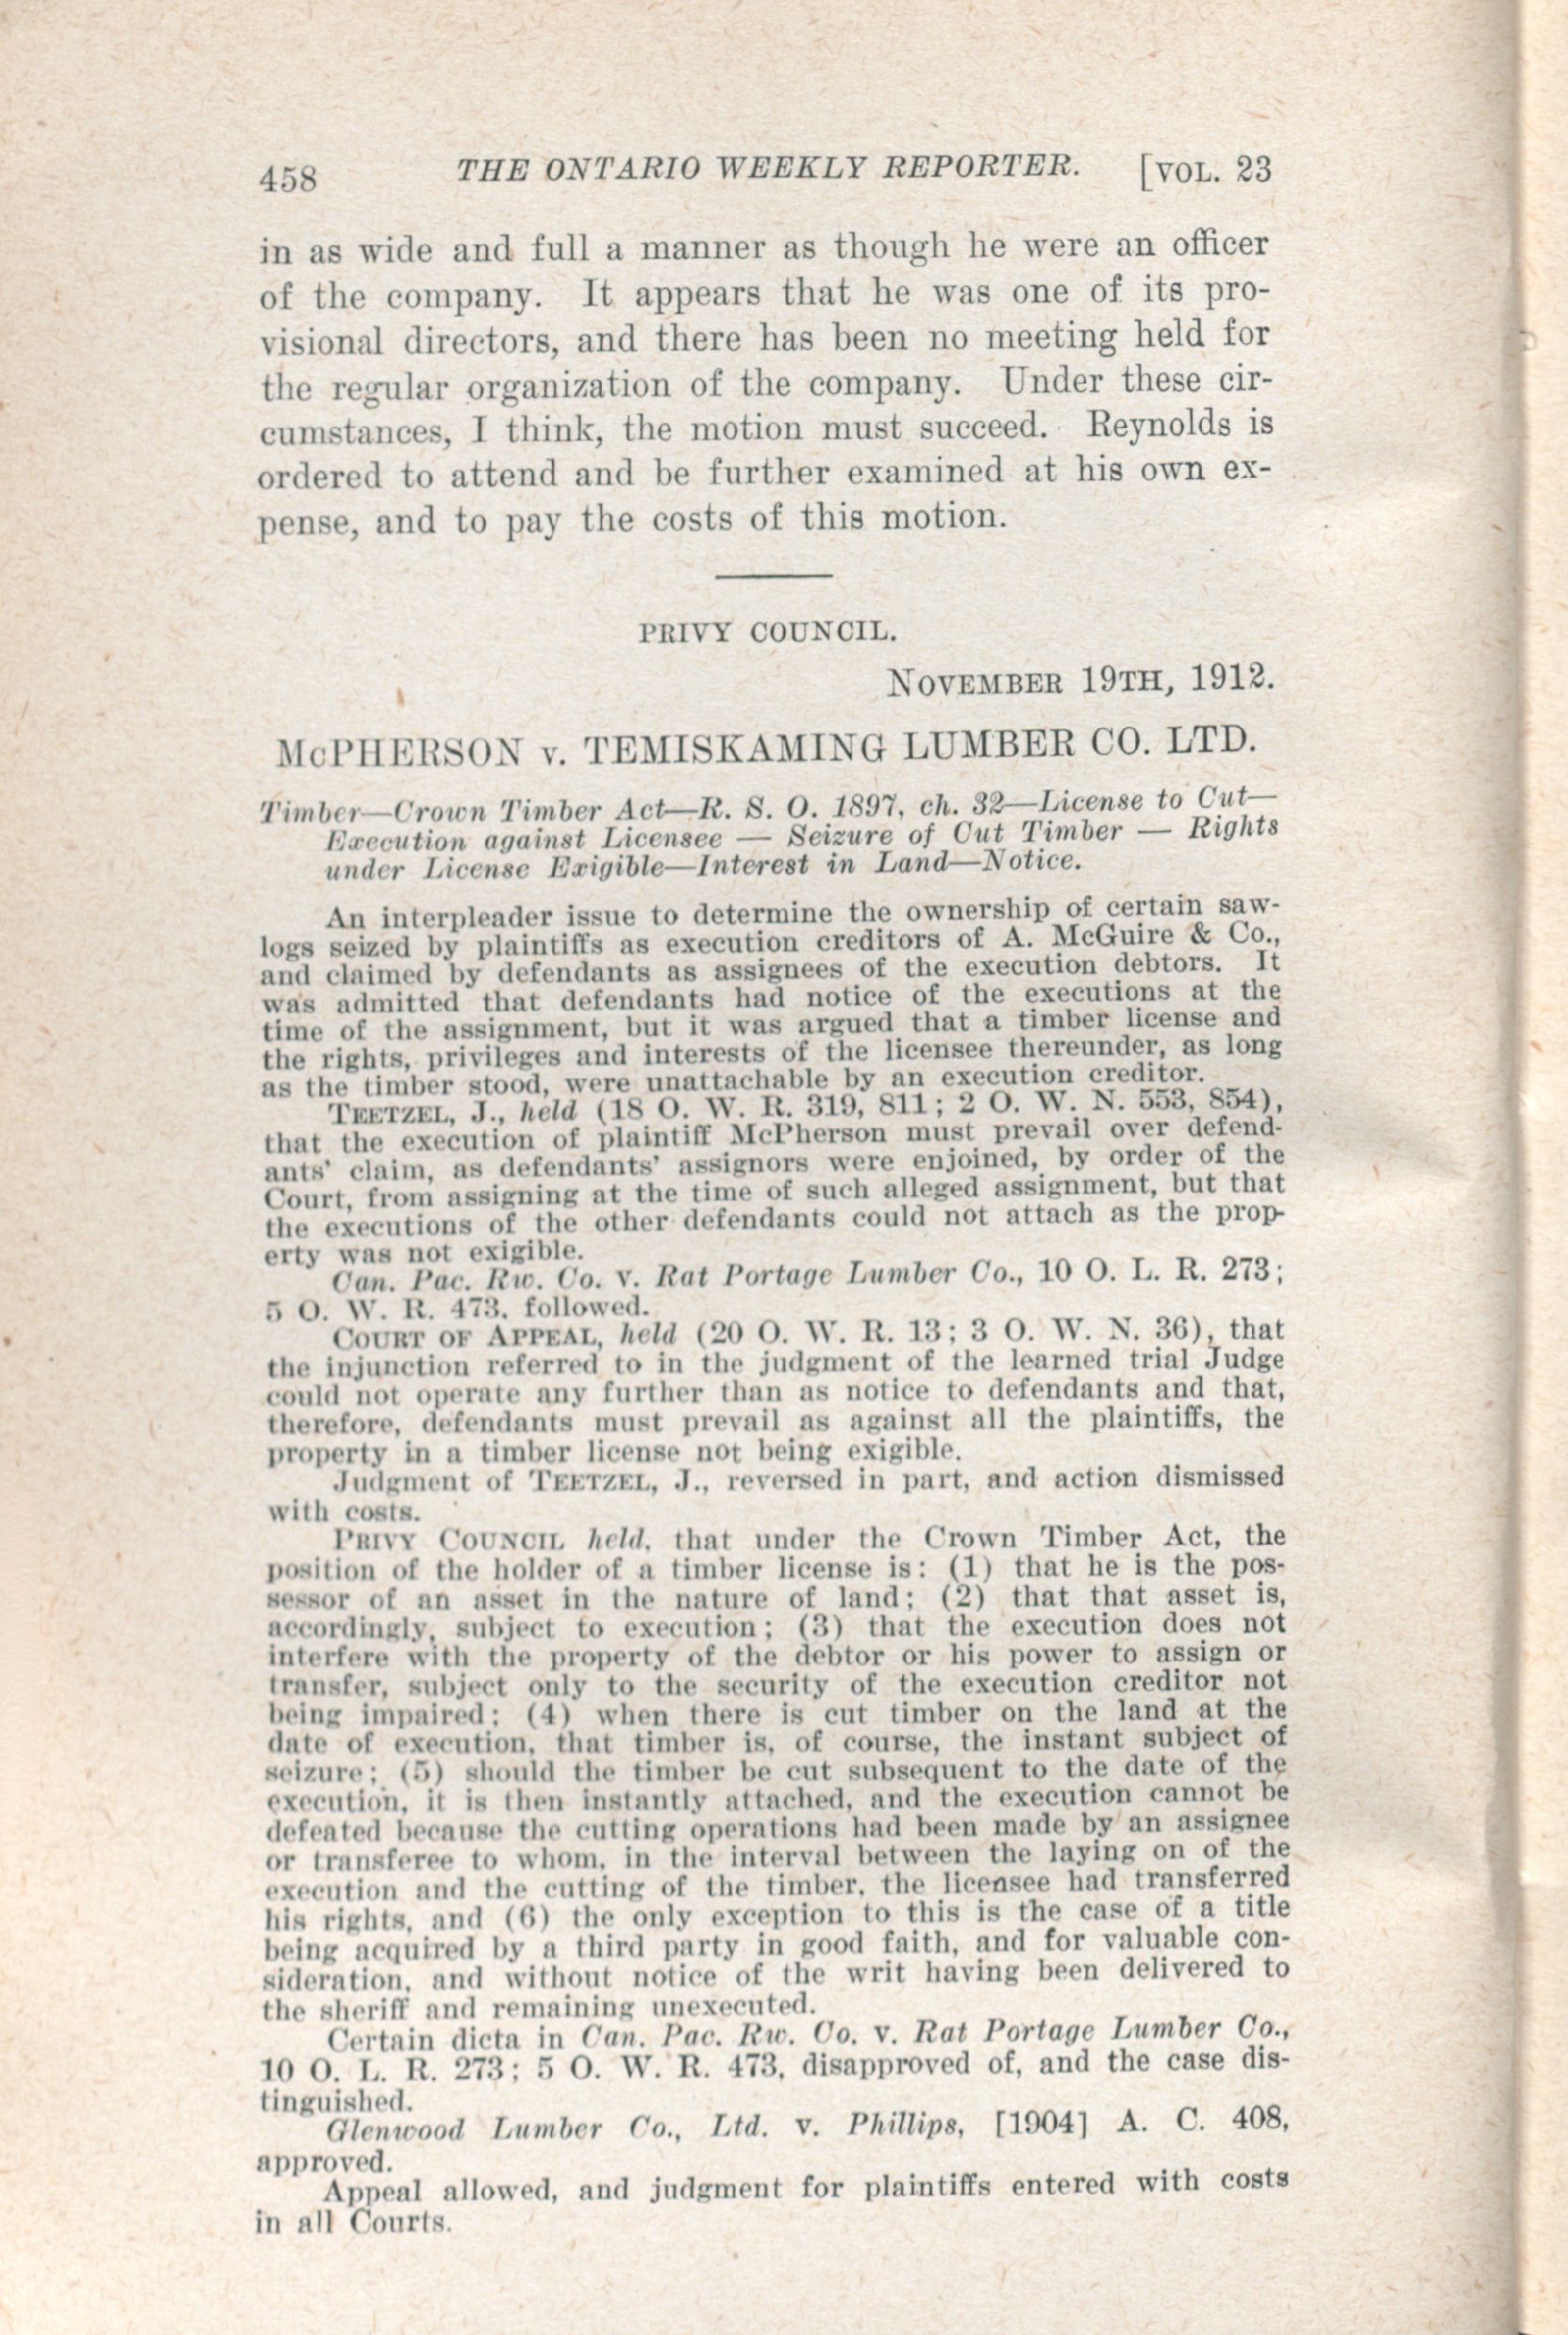 458 THE ONTARIO WEEKLY REPORTER. [VOL. 23
in as wide and full a manner as though he were an officer
of the company. It appears that he was one of its pro-
visional directors, and there has been no meeting held for
the regular organization of the company. Under these cir-
cumstances, I think, the motion must succeed. Reynolds is
ordered to attend and be further examined at his own ex-
pense, and to pay the costs of this motion.
PRIVY COUNCIL.
NOVEMBER 19TH, 1912.
McPHERSON v. TEMISKAMING LUMBER CO. LTD.
Timber—Crown Timber Act—R. S. O. 1897, ch. 32—License to Cut—
Execution against Licensee — Seizure of Cut Timber — Rights
under License Exigible—Interest in Land—Notice.
An interpleader issue to determine the ownership of certain saw-
logs seized by plaintiffs as execution creditors of A. McGuire & Co.,
and claimed by defendants as assignees of the execution debtors. It
was admitted that defendants had notice of the executions at the
time of the assignment, but it was argued that a timber license and
the rights, privileges and interests of the licensee thereunder, as long
as the timber stood, were unattachable by an execution creditor.
TEETZEL, J., held (18 O. W. R. 319, 811; 2 O. W. N. 553, 854),
that the execution of plaintiff McPherson must prevail over defend-
ants' claim, as defendants' assignors were enjoined, by order of the
Court, from assigning at the time of such alleged assignment, but that
the executions of the other defendants could not attach as the prop-
erty was not exigible.
Can. Pac. Rw. Co. v. Rat Portage Lumber Co., 10 O. L. R. 273;
5 O. W. R. 473, followed.
COURT OF APPEAL, held (20 O. W. R. 13; 3 O. W. N. 36), that
the injunction referred to in the judgment of the learned trial Judge
could not operate any further than as notice to defendants and that,
therefore, defendants must prevail as against all the plaintiffs, the
property in a timber license not being exigible.
Judgment of TEETZEL, J., reversed in part, and action dismissed
with costs.
PRIVY COUNCIL held, that under the Crown Timber Act, the
position of the holder of a timber license is: (1) that he is the pos-
sessor of an asset in the nature of land; (2) that that asset is,
accordingly, subject to execution; (3) that the execution does not
interfere with the property of the debtor or his power to assign or
transfer, subject only to the security of the execution creditor not
being impaired; (4) when there is cut timber on the land at the
date of execution, that timber is, of course, the instant subject of
seizure; (5) should the timber be cut subsequent to the date of the
execution, it is then instantly attached, and the execution cannot be
defeated because the cutting operations had been made by an assignee
or transferee to whom, in the interval between the laying on of the
execution and the cutting of the timber, the licensee had transferred
his rights, and (6) the only exception to this is the case of a title
being acquired by a third party in good faith, and for valuable con-
sideration, and without notice of the writ having been delivered to
the sheriff and remaining unexecuted.
Certain dicta in Can. Pac. Rw. Co. v. Rat Portage Lumber Co.,
10 O. L. R. 273; 5 O. W. R. 473, disapproved of, and the case dis-
tinguished.
Glenwood Lumber Co., Ltd. v. Phillips, [1904] A. C. 408,
approved.
Appeal allowed, and judgment for plaintiffs entered with costs
in all Courts.